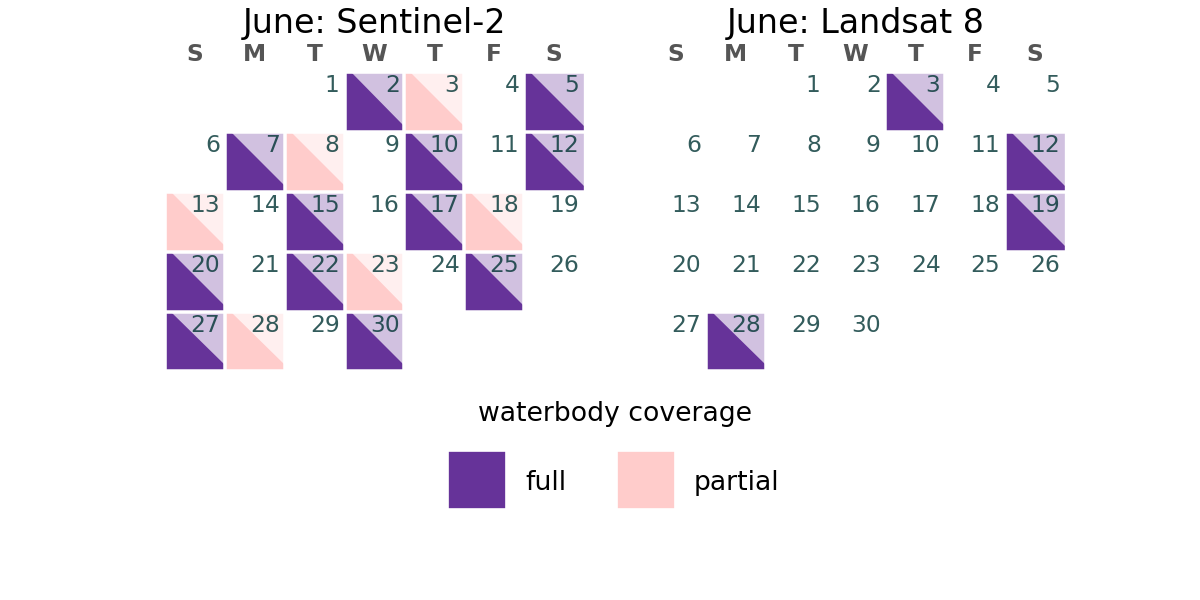 June: Sentinel-2
S M T W T F S
1 2 3 4 5
6 7 8 9 10 11 12
13 14 15 16 17 18 19
20 21 22 23 24 25 26
27 28 29 30
June: Landsat 8
S M T W T F S
1 2 3 4 5
6 7 8 9 10 11 12
13 14 15 16 17 18 19
20 21 22 23 24 25 26
27 28 29 30
waterbody coverage
full
partial